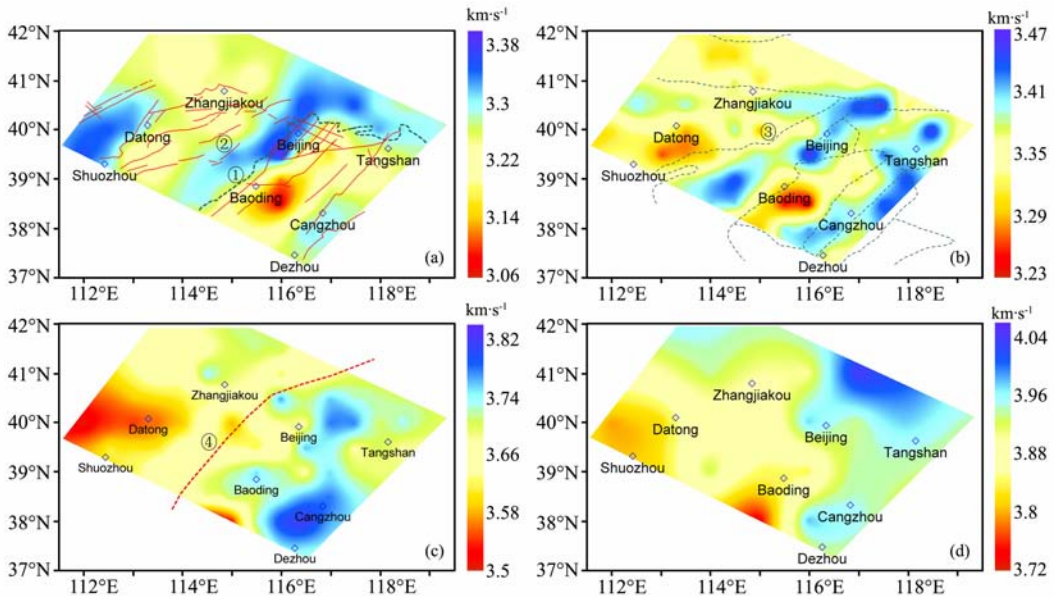 km·s⁻¹
42°N
41°N
40°N
39°N
38°N
37°N
112°E
114°E
116°E
118°E
Zhangjiakou
②
Datong
Beijing
Tangshan
Shuozhou
①
Baoding
Cangzhou
Dezhou
(a)
3.38
3.3
3.22
3.14
3.06
km·s⁻¹
42°N
41°N
40°N
39°N
38°N
37°N
112°E
114°E
116°E
118°E
Zhangjiakou
③
Datong
Beijing
Tangshan
Shuozhou
Baoding
Cangzhou
Dezhou
(b)
3.47
3.41
3.35
3.29
3.23
km·s⁻¹
42°N
41°N
40°N
39°N
38°N
37°N
112°E
114°E
116°E
118°E
Zhangjiakou
Datong
④
Beijing
Tangshan
Shuozhou
Baoding
Cangzhou
Dezhou
(c)
3.82
3.74
3.66
3.58
3.5
km·s⁻¹
42°N
41°N
40°N
39°N
38°N
37°N
112°E
114°E
116°E
118°E
Zhangjiakou
Datong
Beijing
Tangshan
Shuozhou
Baoding
Cangzhou
Dezhou
(d)
4.04
3.96
3.88
3.8
3.72